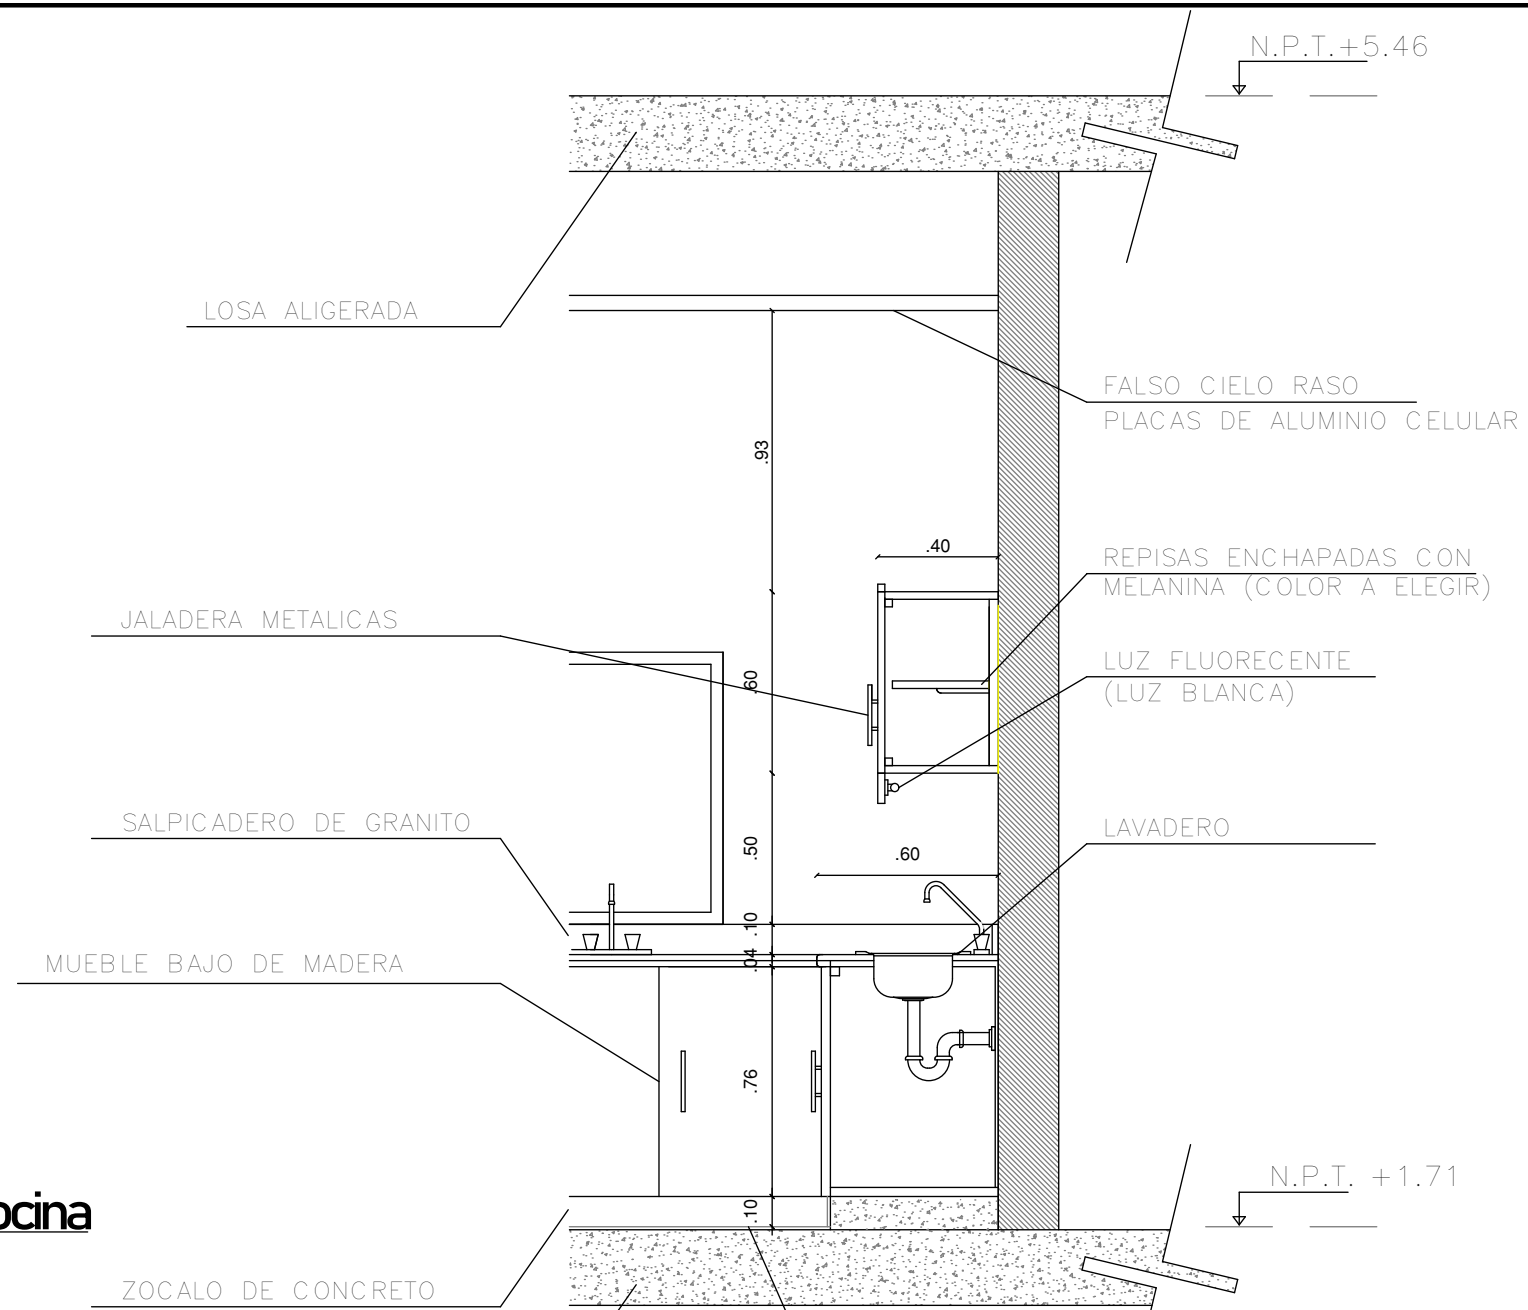 N.P.T.+5.46
LOSA ALIGERADA
FALSO CIELO RASO
PLACAS DE ALUMINIO CELULAR
.93
.40
REPISAS ENCHAPADAS CON
MELANINA (COLOR A ELEGIR)
JALADERA METALICAS
LUZ FLUORECENTE
(LUZ BLANCA)
.60
SALPICADERO DE GRANITO
LAVADERO
.50
.60
.10
.04
MUEBLE BAJO DE MADERA
.76
N.P.T. +1.71
ocina
.10
ZOCALO DE CONCRETO